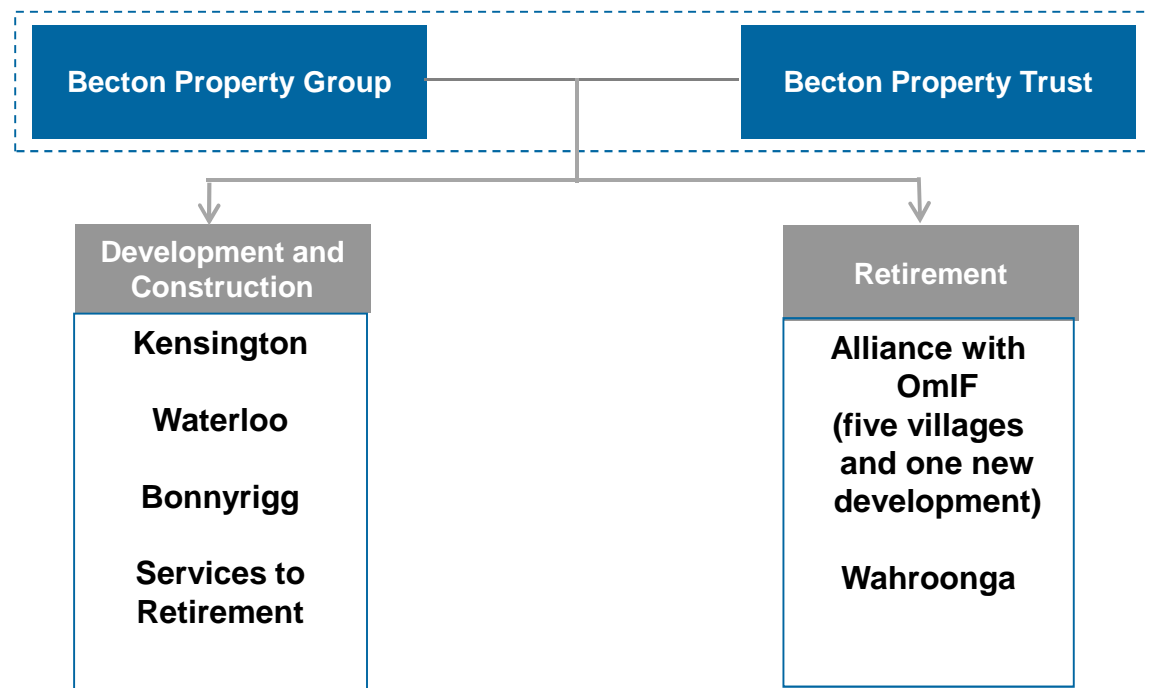 Becton Property Group
Becton Property Trust
Development and
Construction
Kensington
Waterloo
Bonnyrigg
Services to
Retirement
Retirement
Alliance with
OmIF
(five villages
and one new
development)
Wahroonga